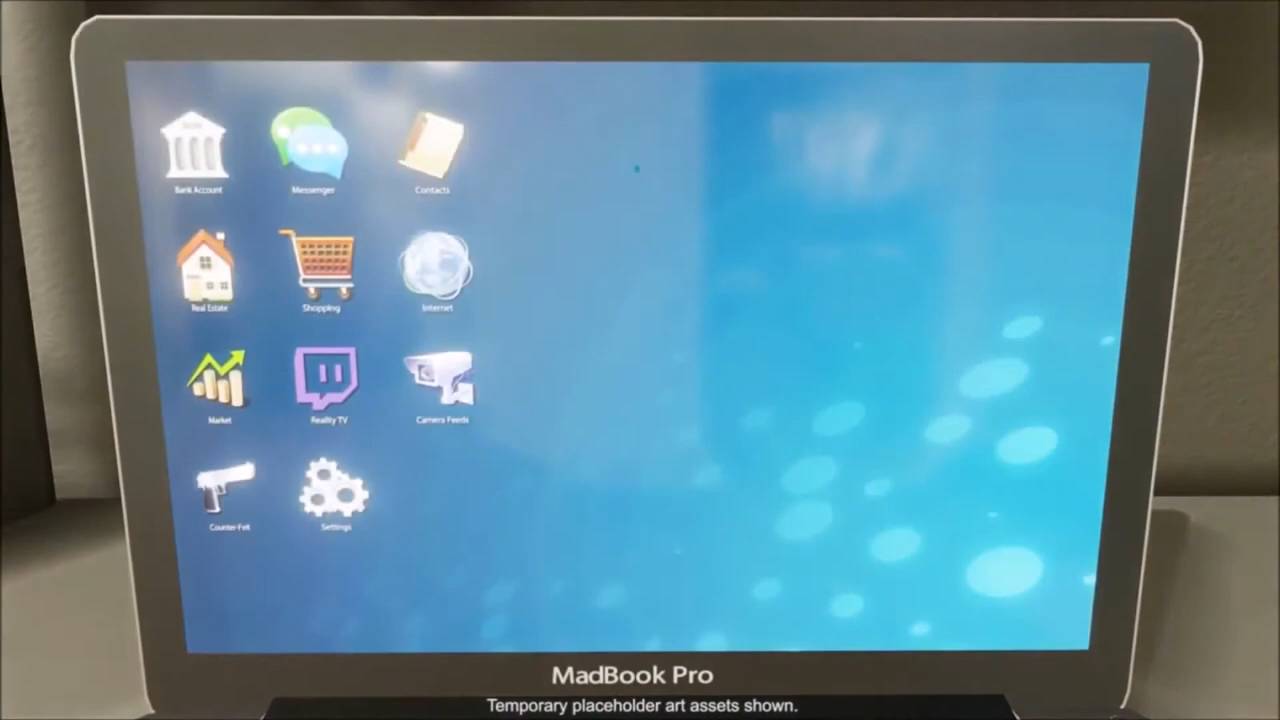 Bank Account
Messenger
Contacts
Real Estate
Shopping
Internet
Market
Reality TV
Camera Feeds
Counter-Felt
Settings
MadBook Pro
Temporary placeholder art assets shown.